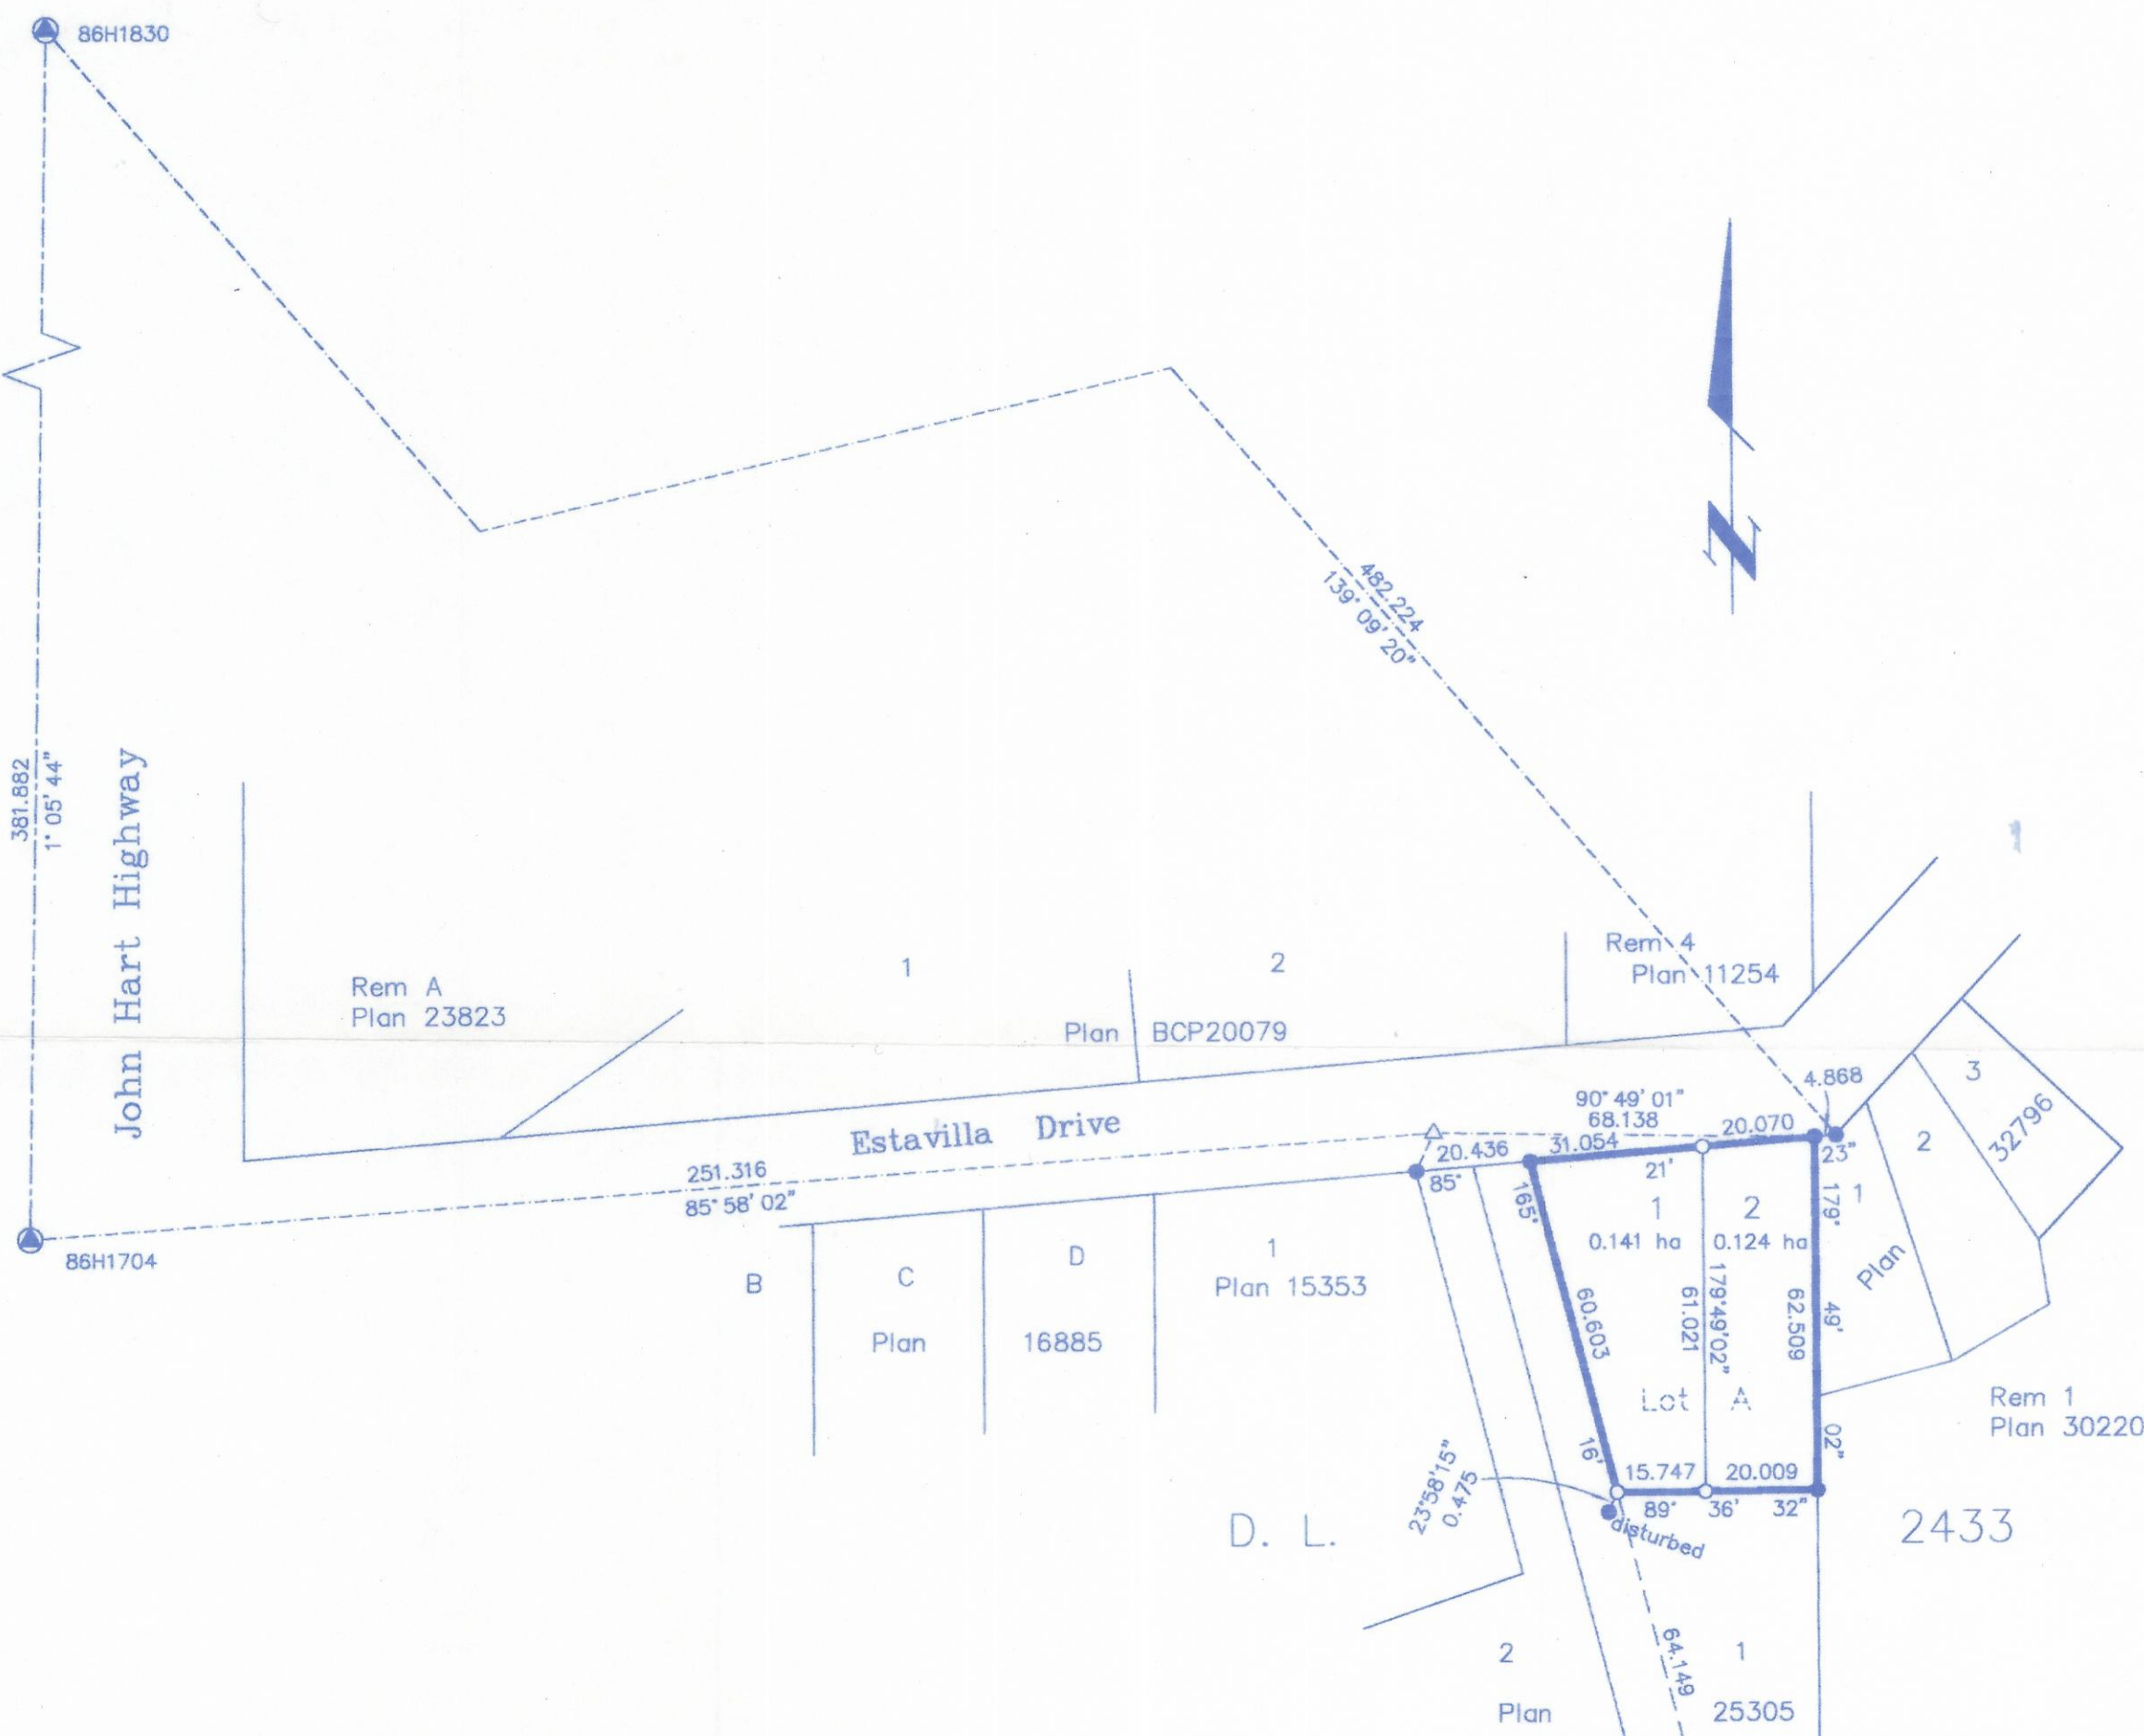 86H1830
N
482.224
139° 09' 20"
381.882
1° 05' 44"
John Hart Highway
Rem A
Plan 23823
1
2
Plan BCP20079
Rem 4
Plan 11254
4.868
90° 49' 01"
68.138
20.070
31.054
20.436
85°
21'
23"
Estavilla Drive
251.316
85° 58' 02"
86H1704
B
C
D
Plan 16885
1
Plan 15353
165°
16'
60.603
1
0.141 ha
2
0.124 ha
61.021
179°49'02"
62.509
179°
49'
02"
Lot A
15.747
20.009
89°
36'
32"
23°58'15"
0.475
disturbed
1
2
3
Plan
32796
Rem 1
Plan 30220
D. L.
2433
64.149
2
1
Plan
25305